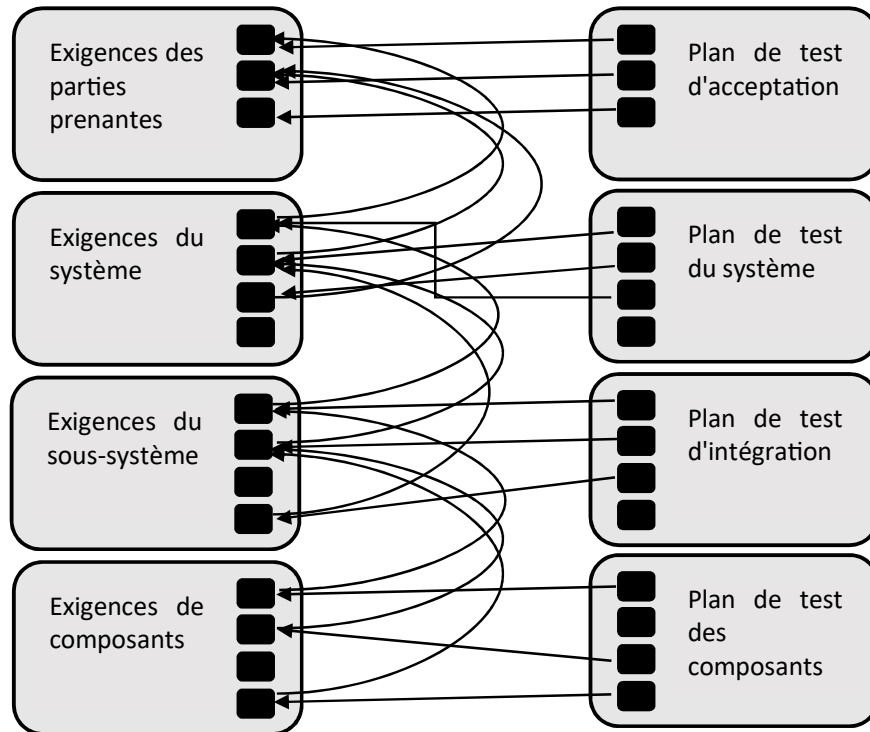 Exigences des
parties
prenantes
Plan de test
d'acceptation
Exigences du
système
Plan de test
du système
Exigences du
sous-système
Plan de test
d'intégration
Exigences de
composants
Plan de test
des
composants